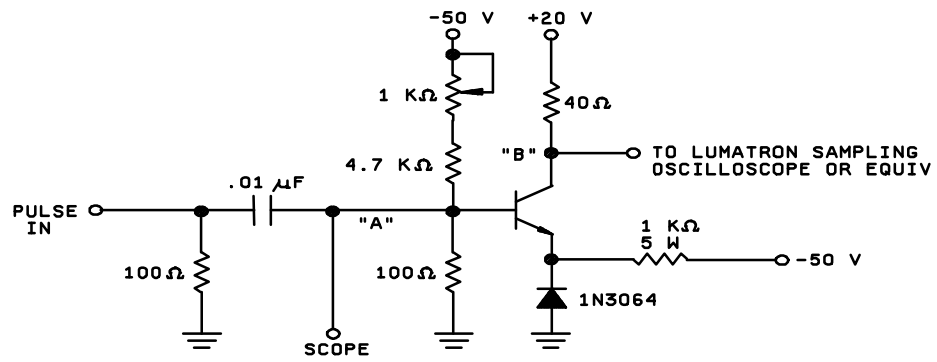 -50 V
+20 V
1 KΩ
40Ω
4.7 KΩ
"B"
TO LUMATRON SAMPLING
OSCILLOSCOPE OR EQUIV
.01 μF
PULSE
IN
"A"
1 KΩ
5 W
-50 V
100Ω
100Ω
1N3064
SCOPE